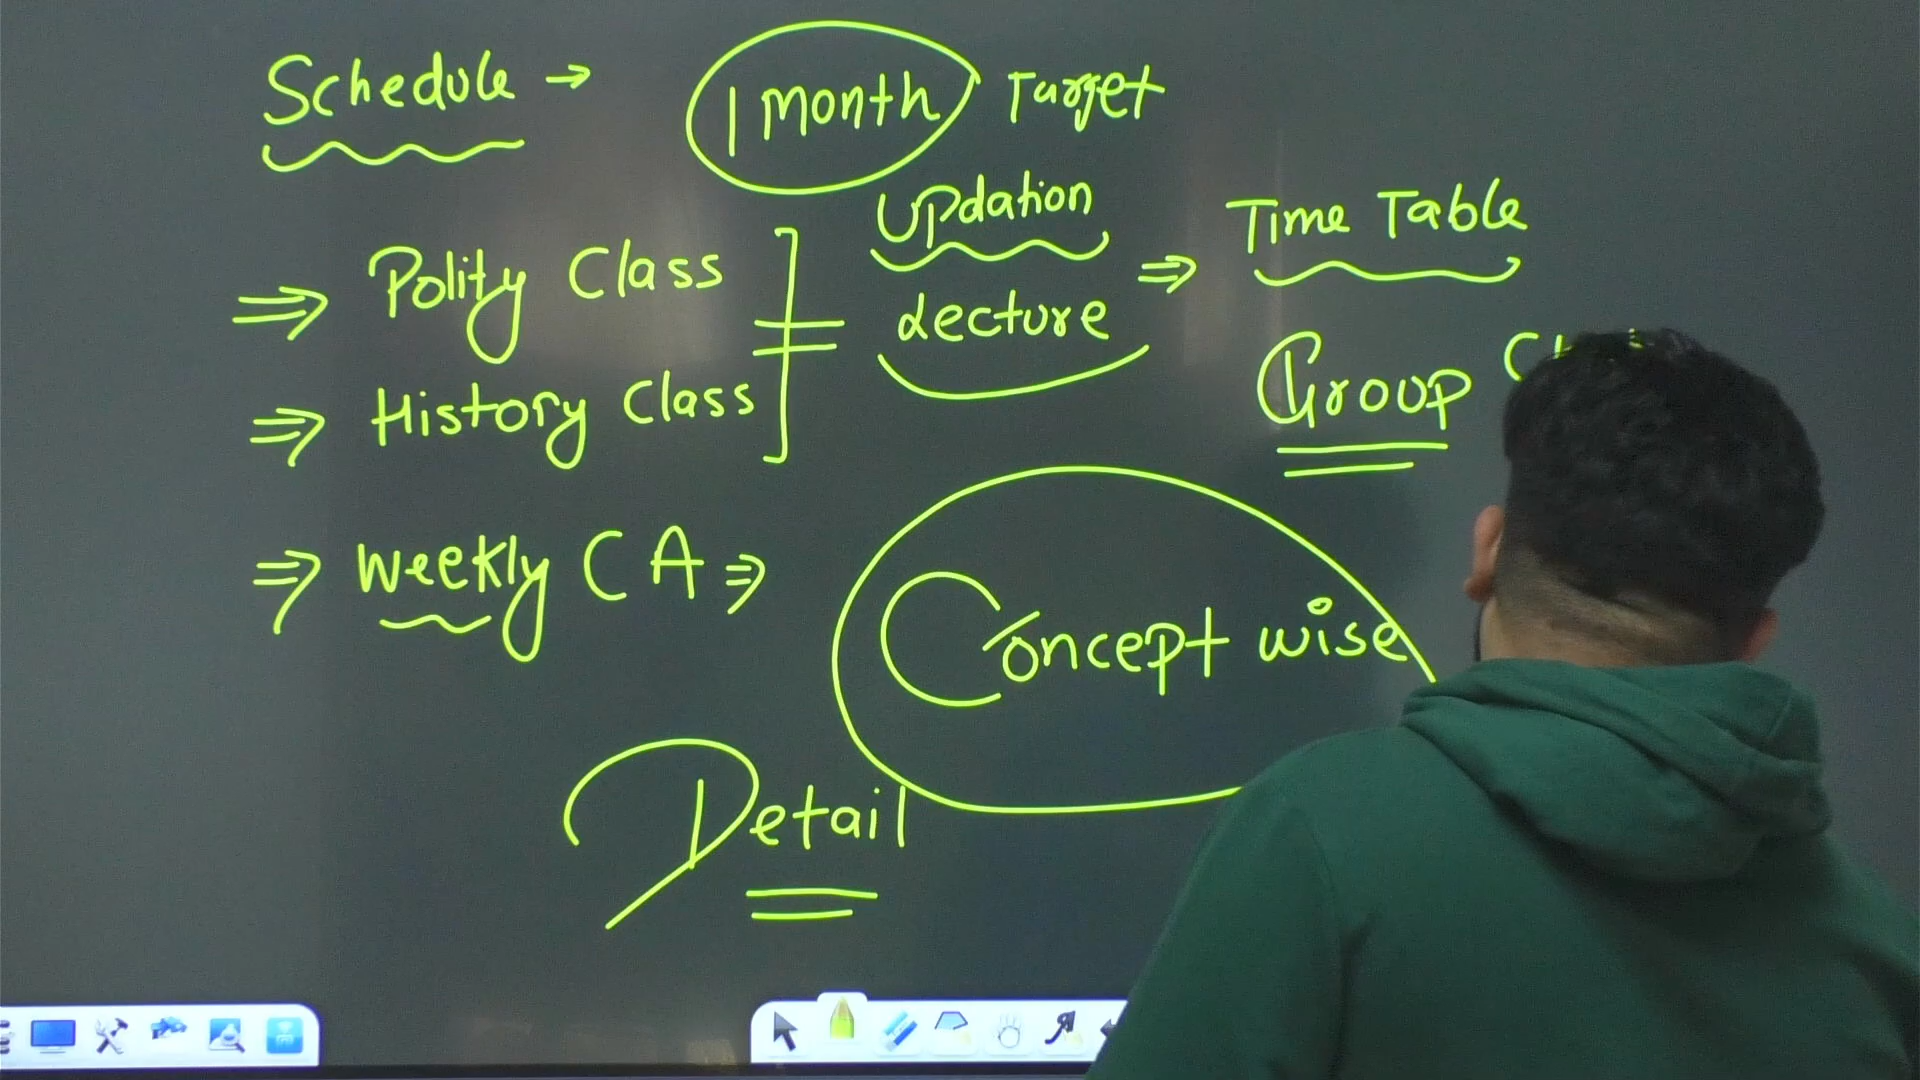 Schedule → 1 month Target
Updation
Lecture
⇒ Time Table
Group
⇒ Polity Class
⇒ History Class
⇒ Weekly CA ⇒ Concept wise
Detail